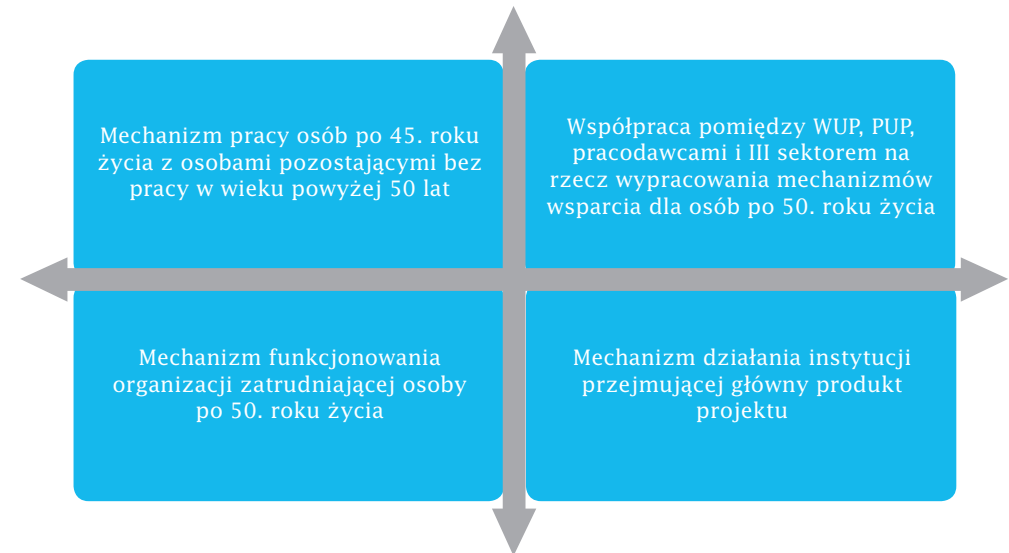 Mechanizm pracy osób po 45. roku
życia z osobami pozostającymi bez
pracy w wieku powyżej 50 lat
Współpraca pomiędzy WUP, PUP,
pracodawcami i III sektorem na
rzecz wypracowania mechanizmów
wsparcia dla osób po 50. roku życia
Mechanizm funkcjonowania
organizacji zatrudniającej osoby
po 50. roku życia
Mechanizm działania instytucji
przejmującej główny produkt
projektu